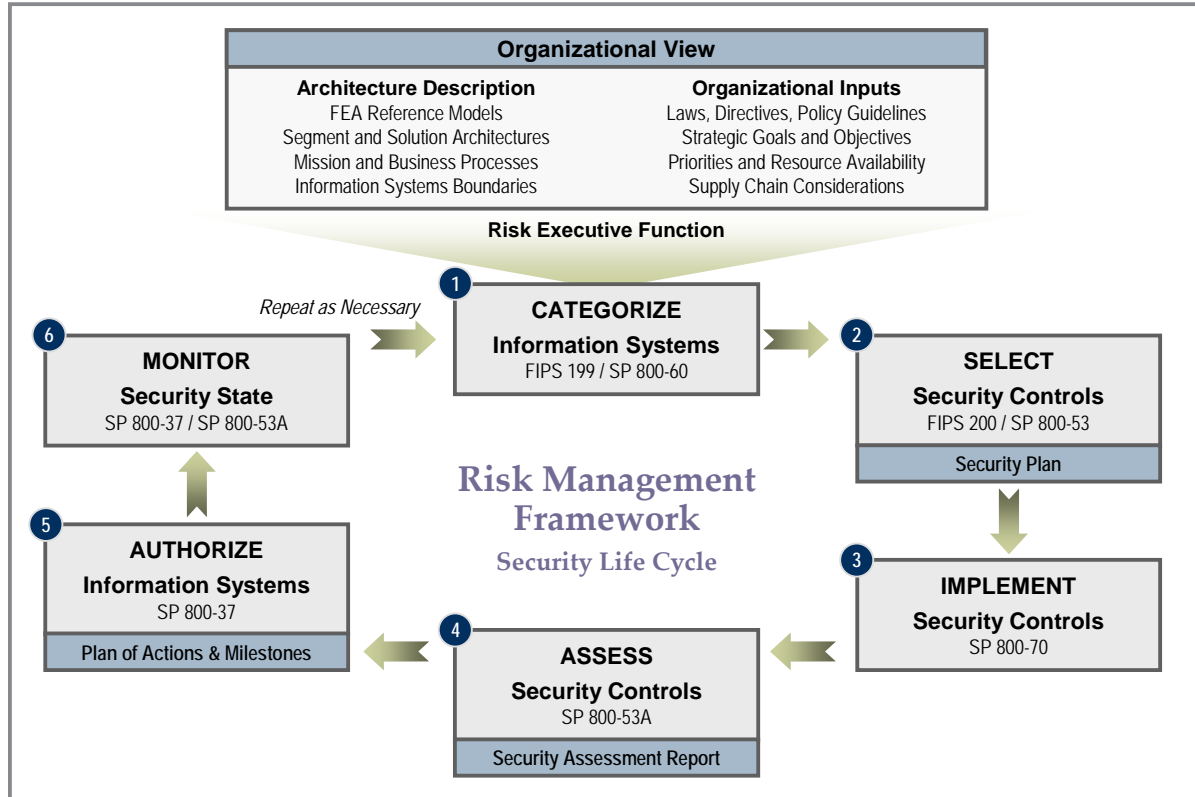 Organizational View
Architecture Description
FEA Reference Models
Segment and Solution Architectures
Mission and Business Processes
Information Systems Boundaries
Organizational Inputs
Laws, Directives, Policy Guidelines
Strategic Goals and Objectives
Priorities and Resource Availability
Supply Chain Considerations
Risk Executive Function
Repeat as Necessary
1
CATEGORIZE
Information Systems
FIPS 199 / SP 800-60
2
SELECT
Security Controls
FIPS 200 / SP 800-53
Security Plan
3
IMPLEMENT
Security Controls
SP 800-70
4
ASSESS
Security Controls
SP 800-53A
Security Assessment Report
5
AUTHORIZE
Information Systems
SP 800-37
Plan of Actions & Milestones
6
MONITOR
Security State
SP 800-37 / SP 800-53A
Risk Management
Framework
Security Life Cycle